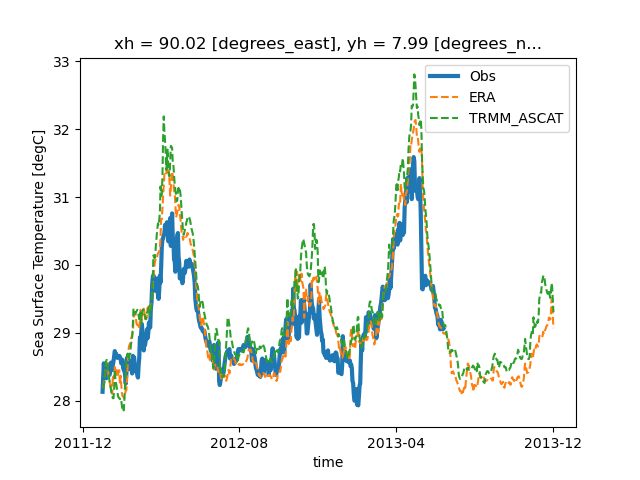 xh = 90.02 [degrees_east], yh = 7.99 [degrees_n...
33
32
31
30
29
28
Sea Surface Temperature [degC]
Obs
ERA
TRMM_ASCAT
2011-12
2012-08
2013-04
2013-12
time